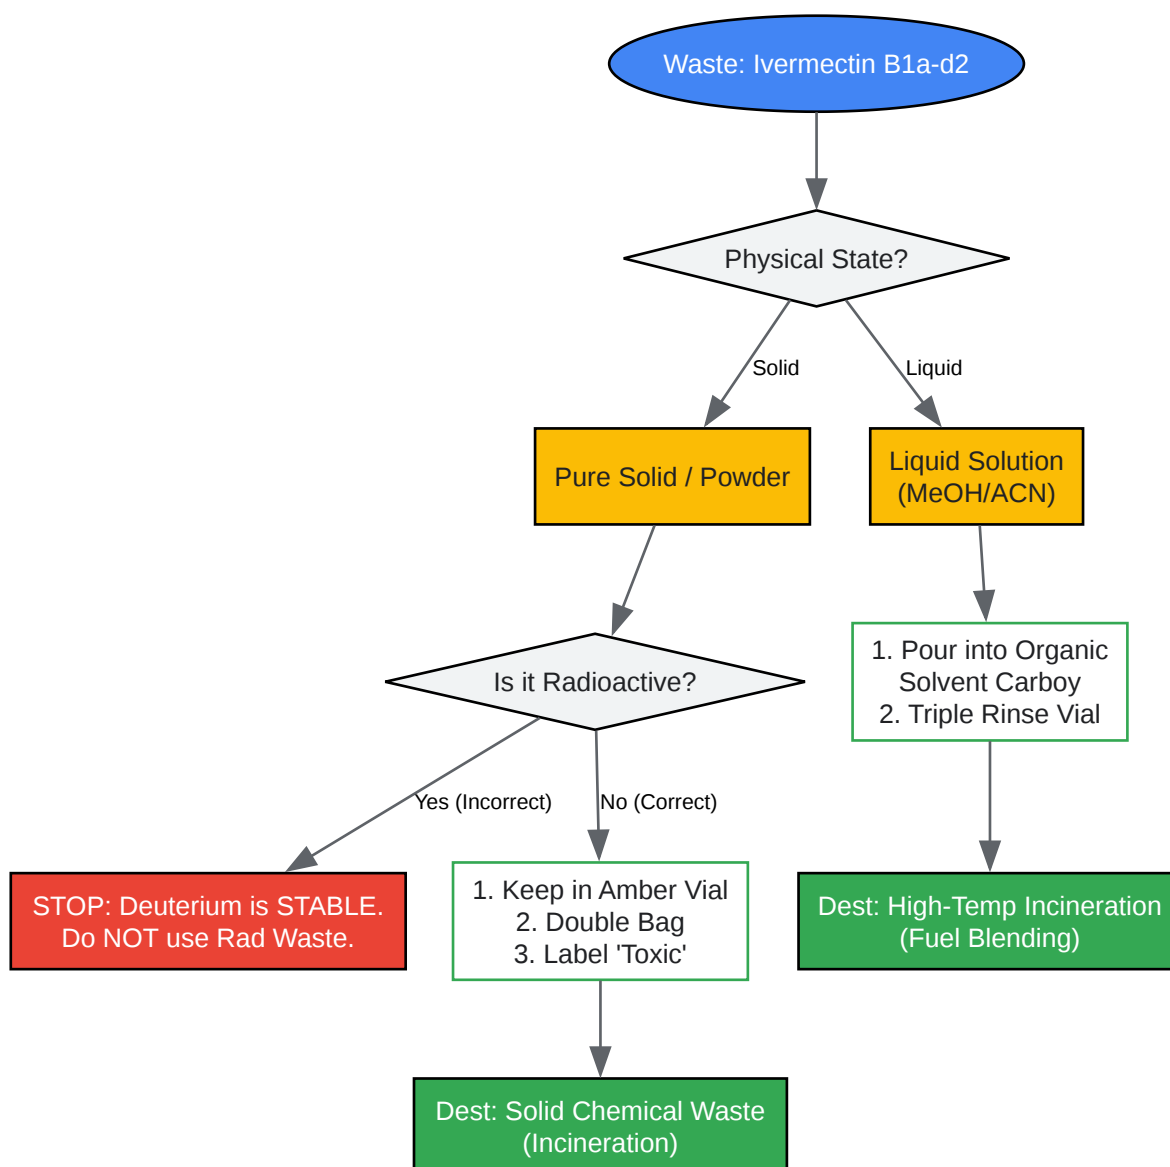 Waste: Ivermectin B1a-d2
Physical State?
Solid
Liquid
Pure Solid / Powder
Liquid Solution
(MeOH/ACN)
Is it Radioactive?
1. Pour into Organic
Solvent Carboy
2. Triple Rinse Vial
Yes (Incorrect)
No (Correct)
STOP: Deuterium is STABLE.
Do NOT use Rad Waste.
1. Keep in Amber Vial
2. Double Bag
3. Label 'Toxic'
Dest: High-Temp Incineration
(Fuel Blending)
Dest: Solid Chemical Waste
(Incineration)